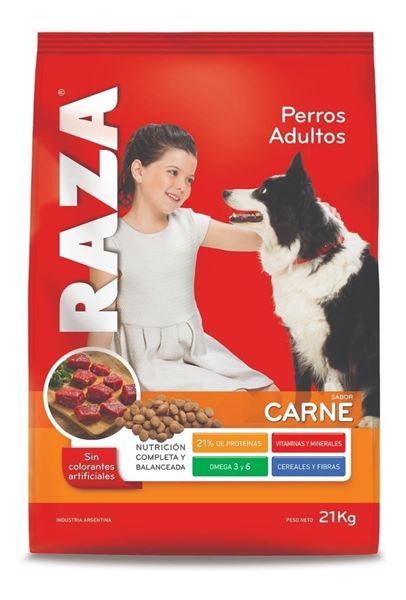 RAZA
®
Perros
Adultos
SABOR
CARNE
Sin
colorantes
artificiales
NUTRICIÓN
COMPLETA Y
BALANCEADA
21% DE PROTEÍNAS
VITAMINAS Y MINERALES
OMEGA 3 y 6
CEREALES Y FIBRAS
INDUSTRIA ARGENTINA
PESO NETO 21Kg